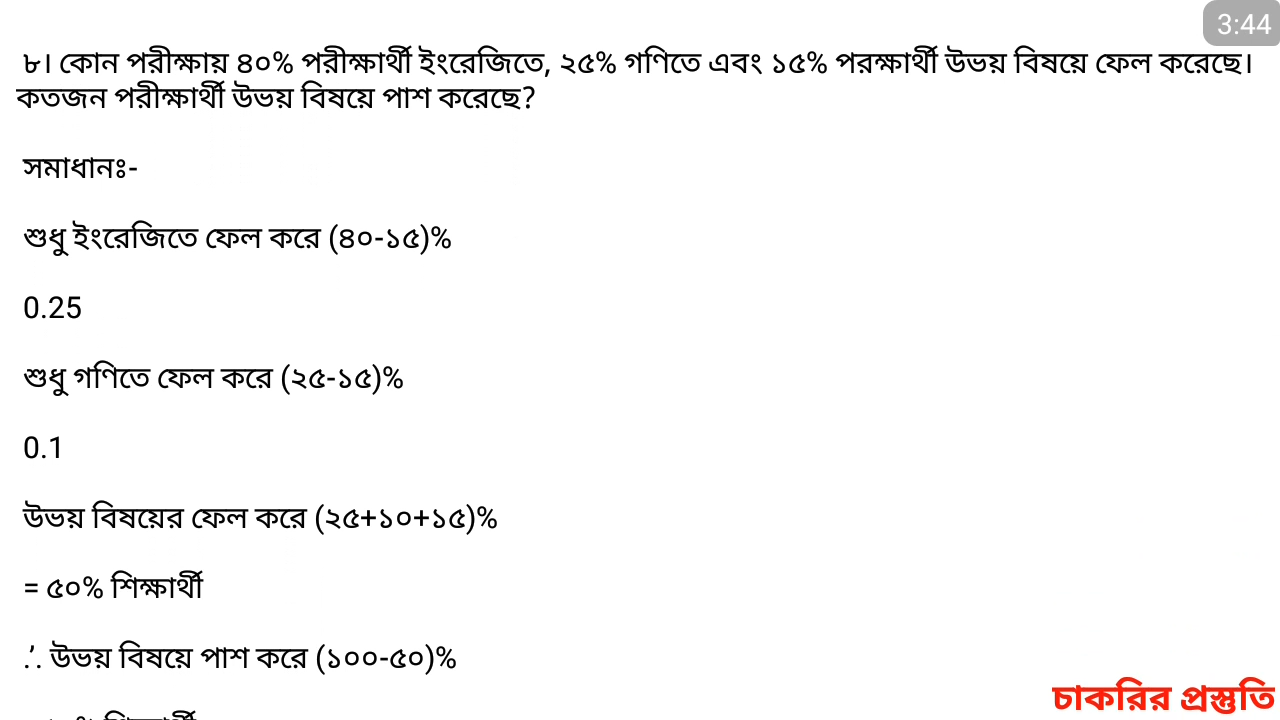 3:44
৮। কোন পরীক্ষায় ৪০% পরীক্ষার্থী ইংরেজিতে, ২৫% গণিতে এবং ১৫% পরক্ষার্থী উভয় বিষয়ে ফেল করেছে।
কতজন পরীক্ষার্থী উভয় বিষয়ে পাশ করেছে?
সমাধানঃ-
শুধু ইংরেজিতে ফেল করে (৪০-১৫)%
0.25
শুধু গণিতে ফেল করে (২৫-১৫)%
0.1
উভয় বিষয়ের ফেল করে (২৫+১০+১৫)%
= ৫০% শিক্ষার্থী
.’. উভয় বিষয়ে পাশ করে (১০০-৫০)%
চাকরির প্রস্তুতি